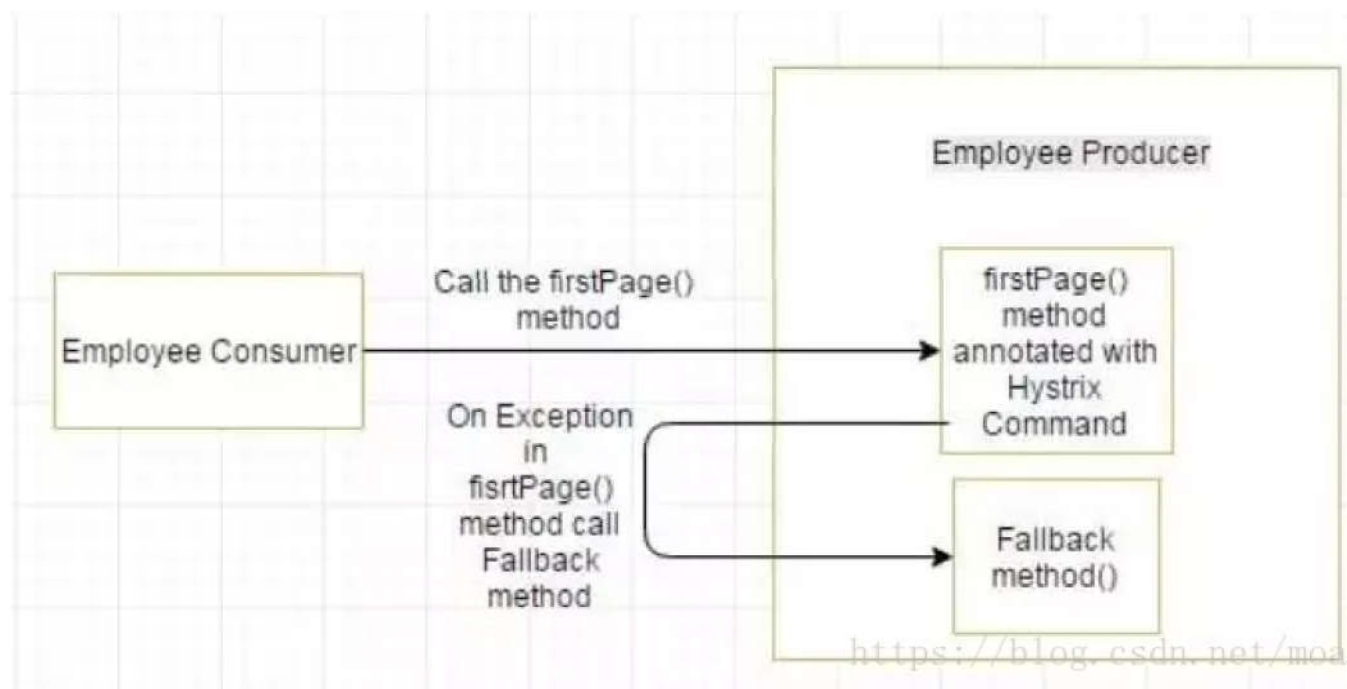 Employee Producer
Call the firstPage()
method
Employee Consumer
firstPage()
method
annotated with
Hystrix
Command
On Exception
in
fisrtPage()
method call
Fallback
method
Fallback
method()
https://blog.csdn.net/moa